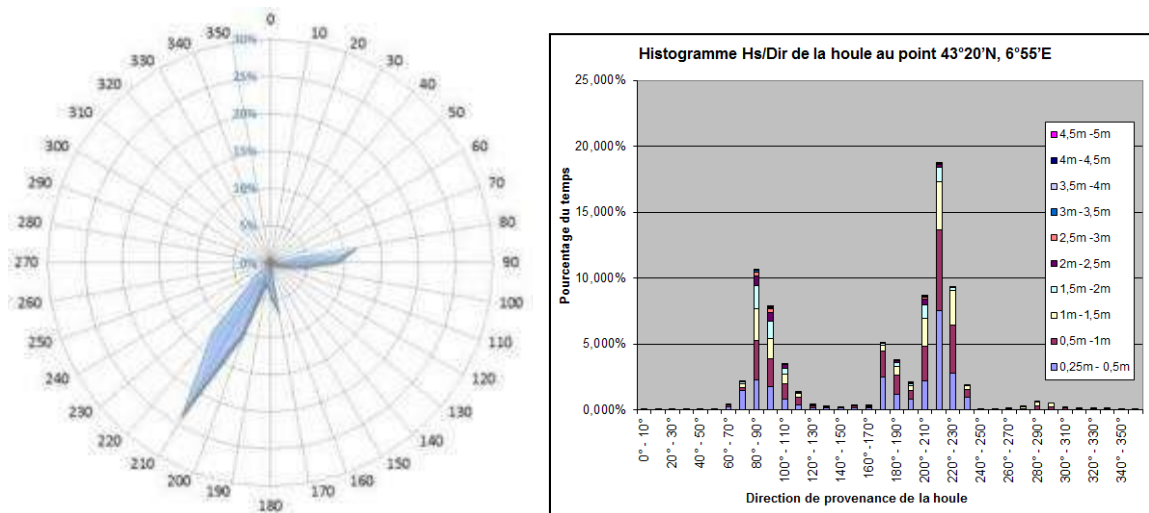 0
10
20
30
40
50
60
70
80
90
100
110
120
130
140
150
160
170
180
190
200
210
220
230
240
250
260
270
280
290
300
310
320
330
340
350
30%
25%
20%
15%
10%
5%
0%
Histogramme Hs/Dir de la houle au point 43°20'N, 6°55'E
25,000%
20,000%
15,000%
10,000%
5,000%
0,000%
Pourcentage du temps
4,5m -5m
4m -4,5m
3,5m -4m
3m -3,5m
2,5m -3m
2m -2,5m
1,5m -2m
1m -1,5m
0,5m -1m
0,25m - 0,5m
0° - 10°
20° - 30°
40° - 50°
60° - 70°
80° - 90°
100° - 110°
120° - 130°
140° - 150°
160° - 170°
180° - 190°
200° - 210°
220° - 230°
240° - 250°
260° - 270°
280° - 290°
300° - 310°
320° - 330°
340° - 350°
Direction de provenance de la houle